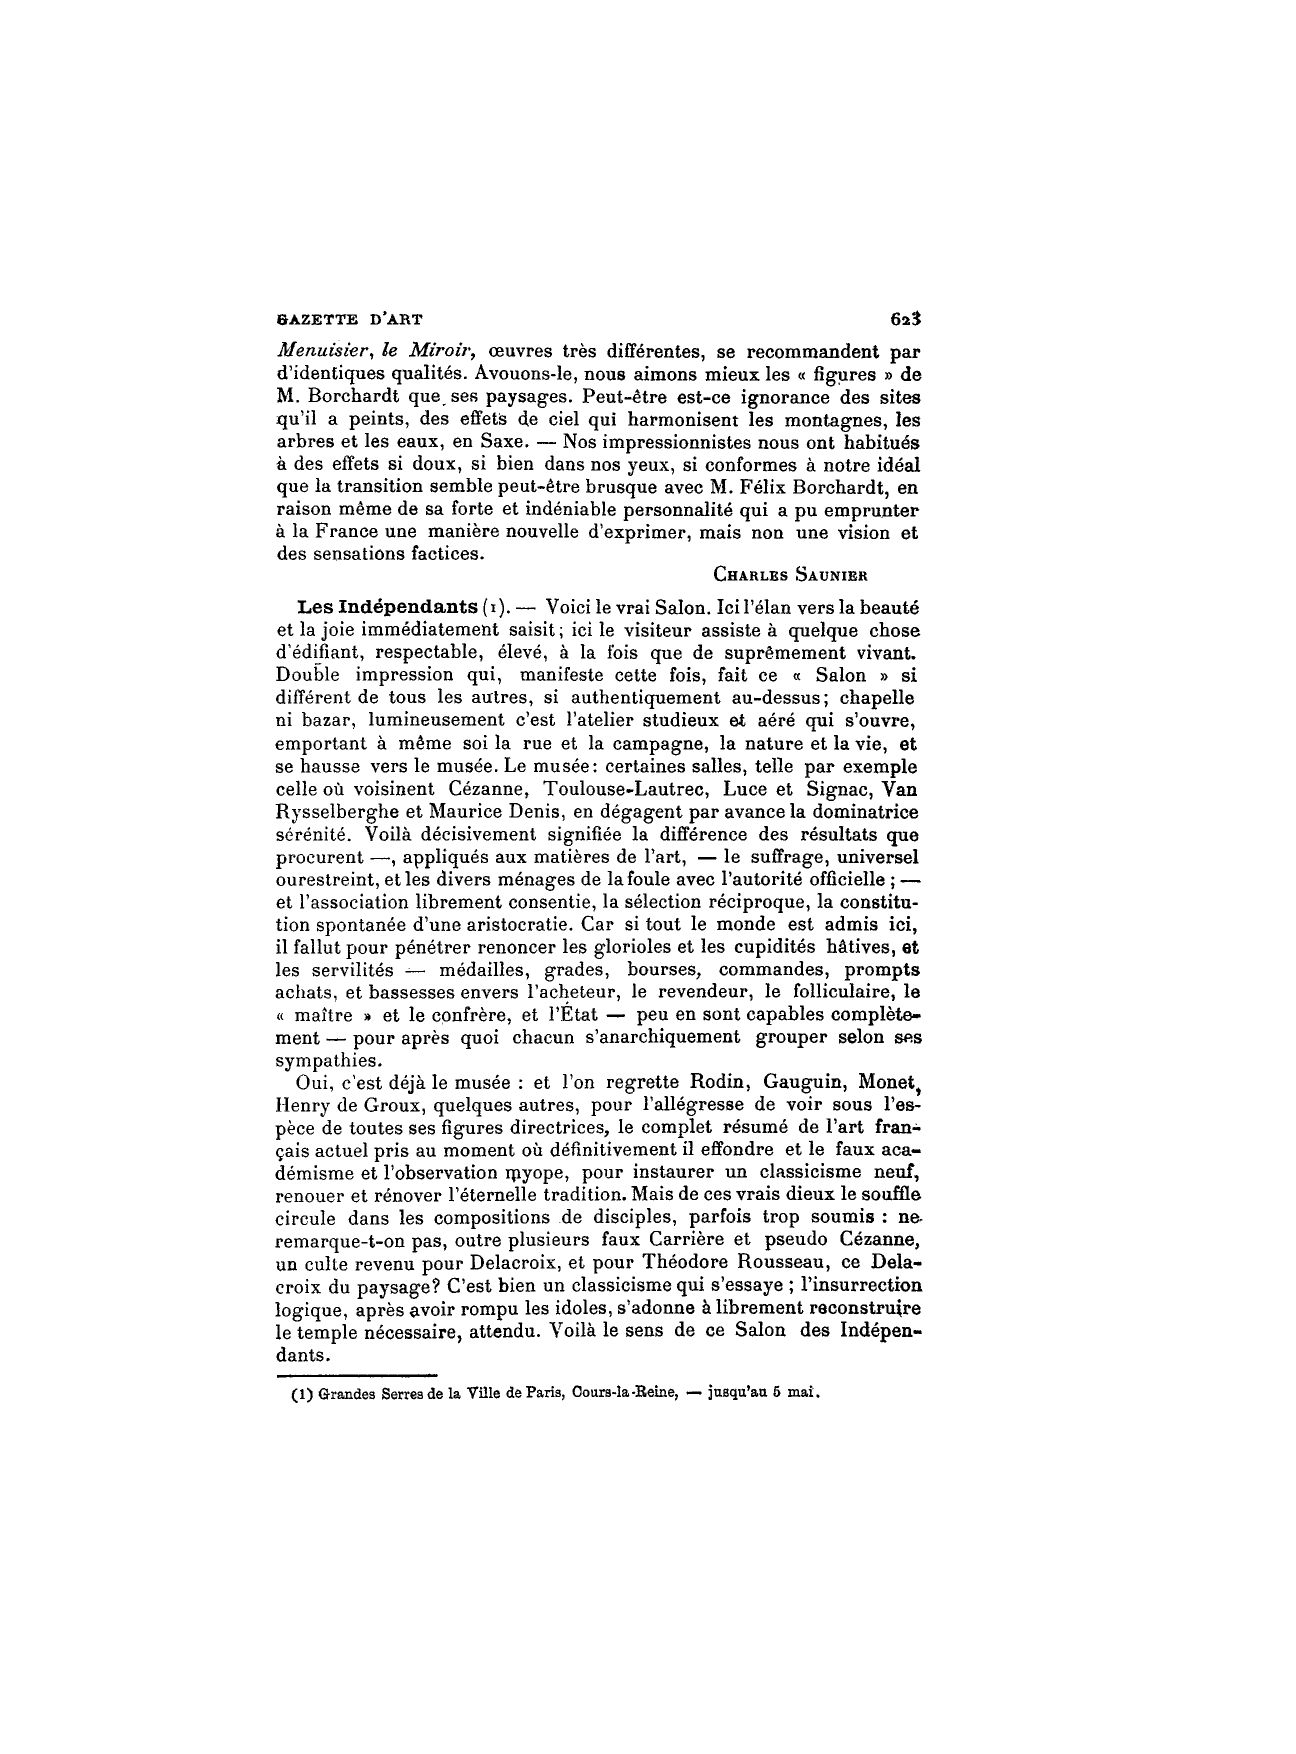 GAZETTE D'ART 623
Menuisier, le Miroir, œuvres très différentes, se recommandent par
d'identiques qualités. Avouons-le, nous aimons mieux les « figures » de
M. Borchardt que ses paysages. Peut-être est-ce ignorance des sites
qu'il a peints, des effets de ciel qui harmonisent les montagnes, les
arbres et les eaux, en Saxe. — Nos impressionnistes nous ont habitués
à des effets si doux, si bien dans nos yeux, si conformes à notre idéal
que la transition semble peut-être brusque avec M. Félix Borchardt, en
raison même de sa forte et indéniable personnalité qui a pu emprunter
à la France une manière nouvelle d'exprimer, mais non une vision et
des sensations factices.
CHARLES SAUNIER
Les Indépendants (1). — Voici le vrai Salon. Ici l'élan vers la beauté
et la joie immédiatement saisit ; ici le visiteur assiste à quelque chose
d'édifiant, respectable, élevé, à la fois que de suprêmement vivant.
Double impression qui, manifeste cette fois, fait ce « Salon » si
différent de tous les autres, si authentiquement au-dessus ; chapelle
ni bazar, lumineusement c'est l'atelier studieux et aéré qui s'ouvre,
emportant à même soi la rue et la campagne, la nature et la vie, et
se hausse vers le musée. Le musée : certaines salles, telle par exemple
celle où voisinent Cézanne, Toulouse-Lautrec, Luce et Signac, Van
Rysselberghe et Maurice Denis, en dégagent par avance la dominatrice
sérénité. Voilà décisivement signifiée la différence des résultats que
procurent —, appliqués aux matières de l'art, — le suffrage, universel
ou restreint, et les divers ménages de la foule avec l'autorité officielle ; —
et l'association librement consentie, la sélection réciproque, la constitu-
tion spontanée d'une aristocratie. Car si tout le monde est admis ici,
il fallut pour pénétrer renoncer les glorioles et les cupidités hâtives, et
les servilités — médailles, grades, bourses, commandes, prompts
achats, et bassesses envers l'acheteur, le revendeur, le folliculaire, le
« maître » et le confrère, et l'État — peu en sont capables complète-
ment — pour après quoi chacun s'anarchiquement grouper selon ses
sympathies.
Oui, c'est déjà le musée : et l'on regrette Rodin, Gauguin, Monet,
Henry de Groux, quelques autres, pour l'allégresse de voir sous l'es-
pèce de toutes ses figures directrices, le complet résumé de l'art fran-
çais actuel pris au moment où définitivement il effondre et le faux aca-
démisme et l'observation myope, pour instaurer un classicisme neuf,
renouer et rénover l'éternelle tradition. Mais de ces vrais dieux le souffle
circule dans les compositions de disciples, parfois trop soumis : ne
remarque-t-on pas, outre plusieurs faux Carrière et pseudo Cézanne,
un culte revenu pour Delacroix, et pour Théodore Rousseau, ce Dela-
croix du paysage? C'est bien un classicisme qui s'essaye ; l'insurrection
logique, après avoir rompu les idoles, s'adonne à librement reconstruire
le temple nécessaire, attendu. Voilà le sens de ce Salon des Indépen-
dants.
(1) Grandes Serres de la Ville de Paris, Cours-la-Reine, — jusqu'au 5 mai.